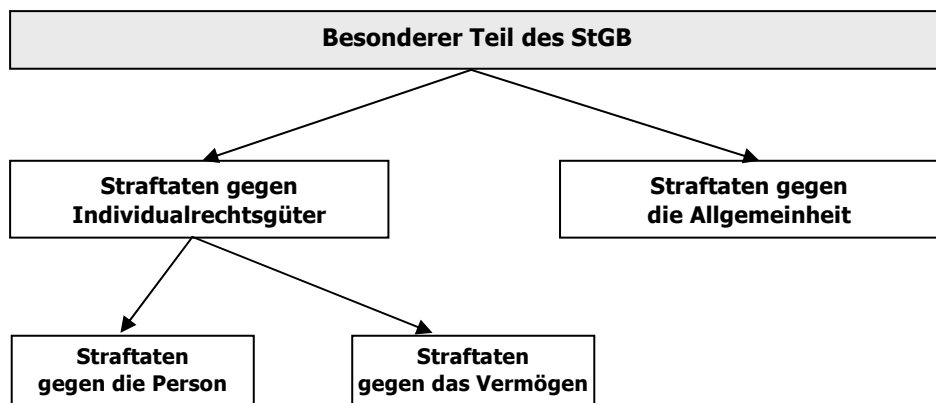 Besonderer Teil des StGB
Straftaten gegen
Individualrechtsgüter
Straftaten gegen
die Allgemeinheit
Straftaten
gegen die Person
Straftaten
gegen das Vermögen